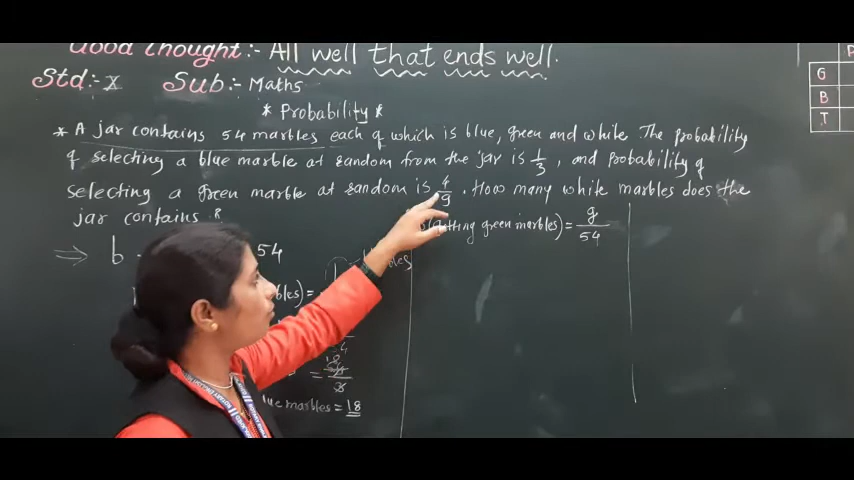 Good Thought :- All well that ends well.
Std :- X Sub :- Maths
* Probability *
* A jar contains 54 marbles each of which is blue, green and white The probability
of selecting a blue marble at random from the jar is 1/3, and probability of
selecting a green marble at random is 4/9. How many white marbles does the
jar contains ?
⇒ b 54
(getting green marbles) = g/54
bles) =
marbles = 18
P
G
B
T